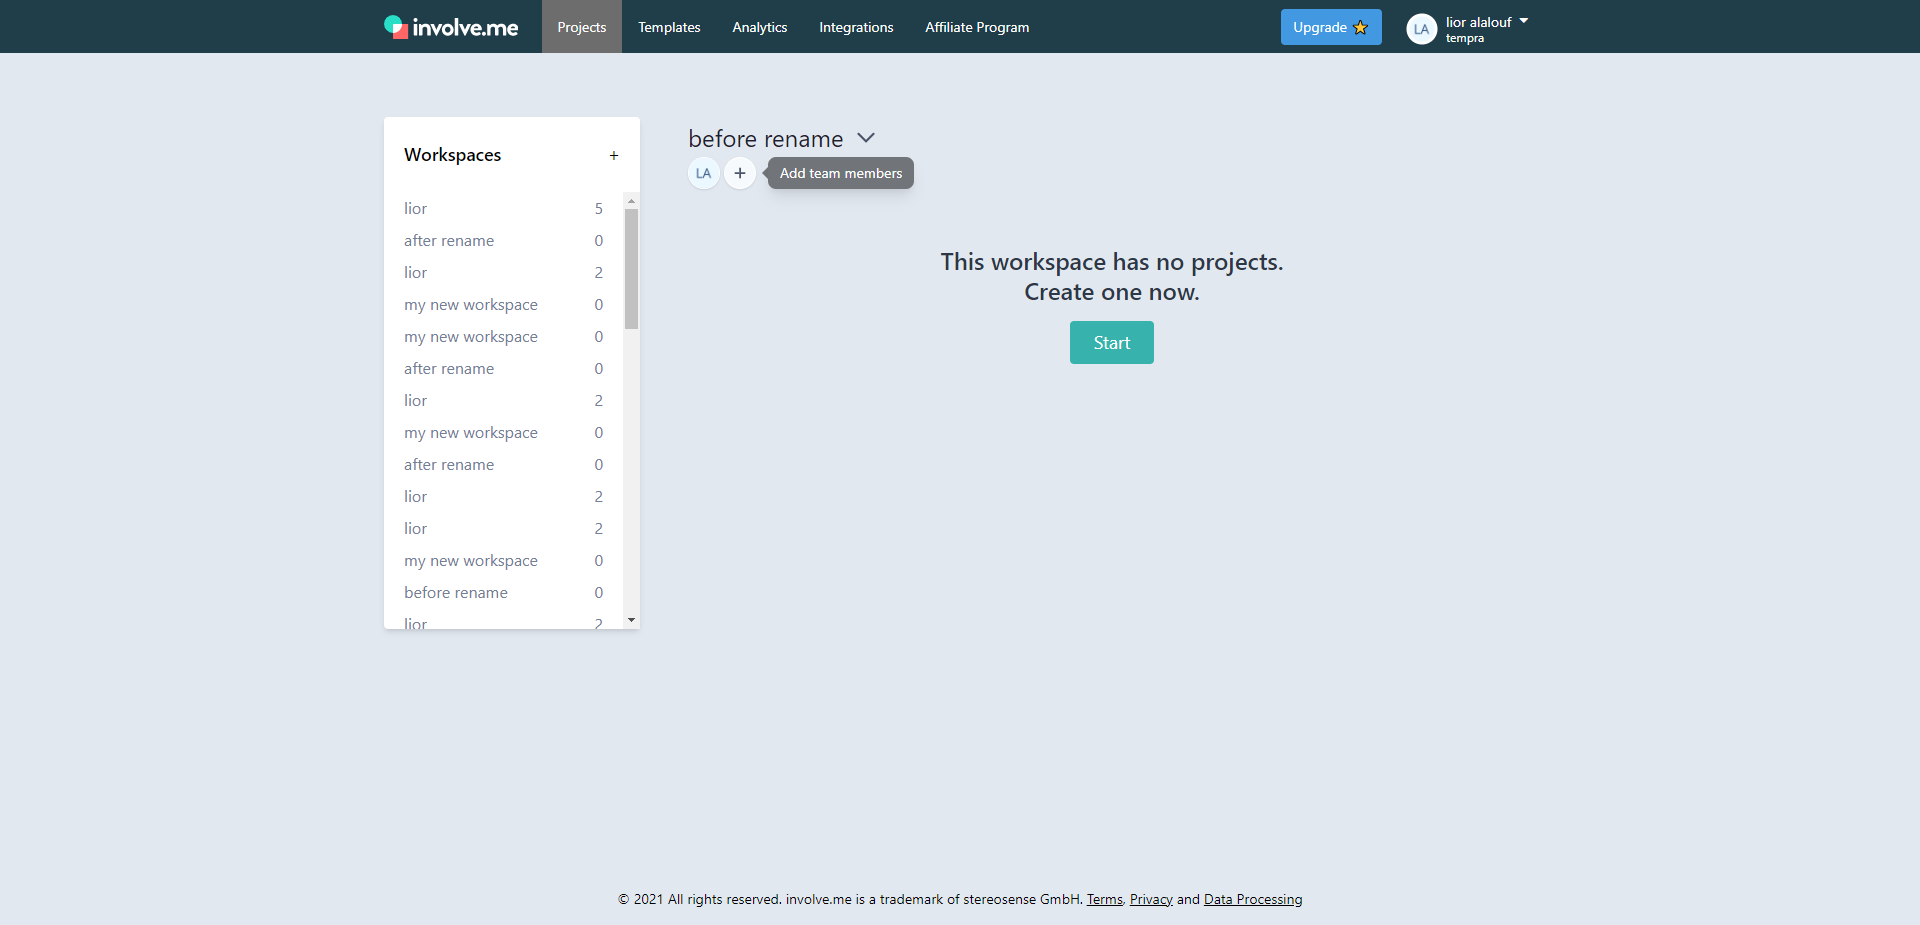 involve.me Projects Templates Analytics Integrations Affiliate Program Upgrade LA lior alalouf
tempra
Workspaces +
lior 5
after rename 0
lior 2
my new workspace 0
my new workspace 0
after rename 0
lior 2
my new workspace 0
after rename 0
lior 2
lior 2
my new workspace 0
before rename 0
lior 2
before rename
LA + Add team members
This workspace has no projects.
Create one now.
Start
© 2021 All rights reserved. involve.me is a trademark of stereosense GmbH. Terms, Privacy and Data Processing